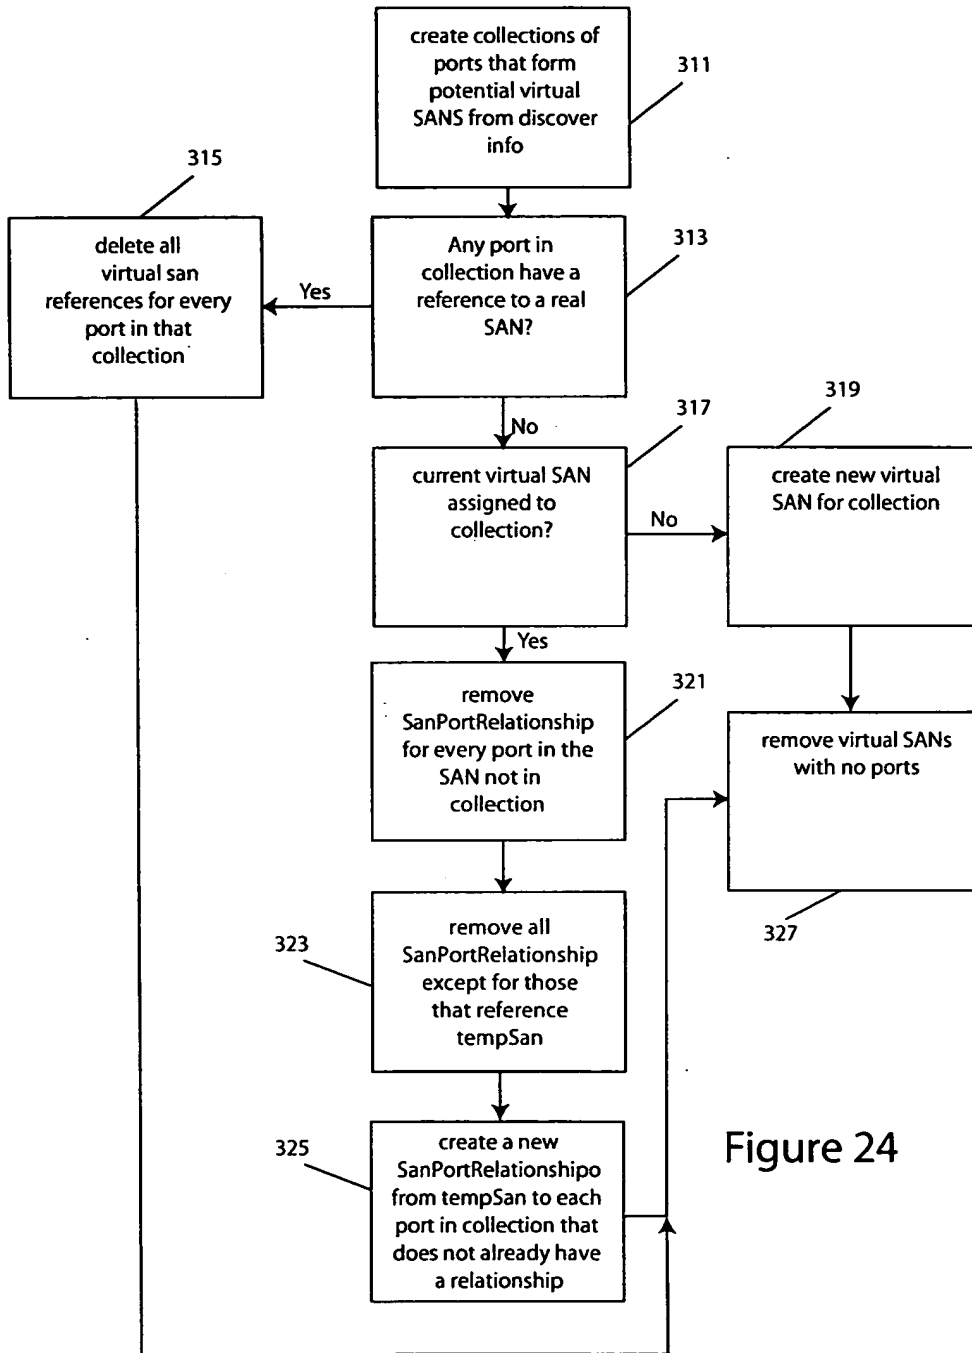 create collections of
ports that form
potential virtual
SANS from discover
info
311
315
delete all
virtual san
references for every
port in that
collection
Yes
Any port in
collection have a
reference to a real
SAN?
313
No
317
current virtual SAN
assigned to
collection?
No
319
create new virtual
SAN for collection
Yes
remove
SanPortRelationship
for every port in the
SAN not in
collection
321
remove virtual SANs
with no ports
327
323
remove all
SanPortRelationship
except for those
that reference
tempSan
325
create a new
SanPortRelationshipo
from tempSan to each
port in collection that
does not already have
a relationship
Figure 24